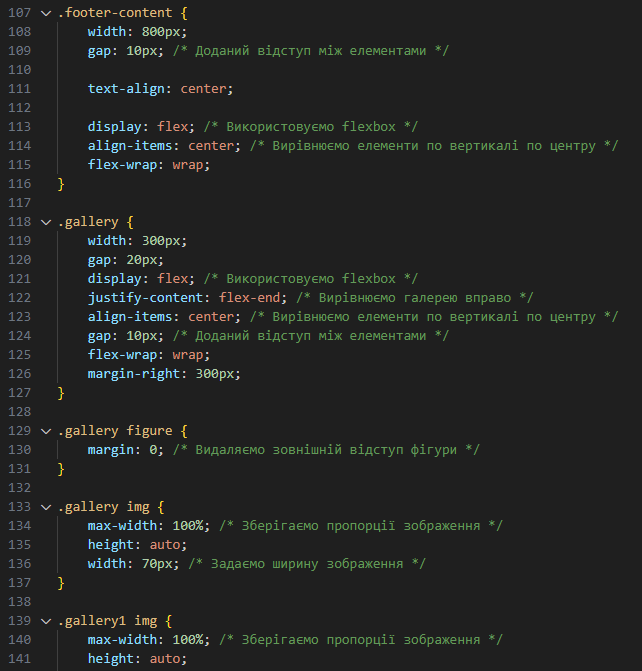 107 .footer-content {
108 width: 800px;
109 gap: 10px; /* Доданий відступ між елементами */
110
111 text-align: center;
112
113 display: flex; /* Використовуємо flexbox */
114 align-items: center; /* Вирівнюємо елементи по вертикалі по центру */
115 flex-wrap: wrap;
116 }
117
118 .gallery {
119 width: 300px;
120 gap: 20px;
121 display: flex; /* Використовуємо flexbox */
122 justify-content: flex-end; /* Вирівнюємо галерею вправо */
123 align-items: center; /* Вирівнюємо елементи по вертикалі по центру */
124 gap: 10px; /* Доданий відступ між елементами */
125 flex-wrap: wrap;
126 margin-right: 300px;
127 }
128
129 .gallery figure {
130 margin: 0; /* Видаляємо зовнішній відступ фігури */
131 }
132
133 .gallery img {
134 max-width: 100%; /* Зберігаємо пропорції зображення */
135 height: auto;
136 width: 70px; /* Задаємо ширину зображення */
137 }
138
139 .gallery1 img {
140 max-width: 100%; /* Зберігаємо пропорції зображення */
141 height: auto;